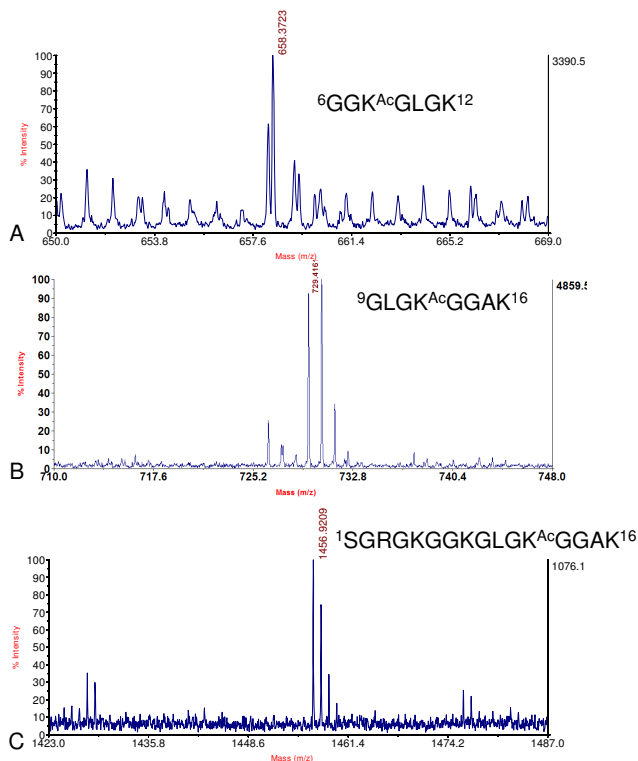 658.3723
3390.5
⁶GGKᴬᶜGLGK¹²
100
90
80
70
60
50
40
30
20
10
0
% Intensity
A
650.0 653.8 657.6 661.4 665.2 669.0
Mass (m/z)
729.416
4859.5
⁹GLGKᴬᶜGGAK¹⁶
100
90
80
70
60
50
40
30
20
10
0
% Intensity
B
710.0 717.6 725.2 732.8 740.4 748.0
Mass (m/z)
1456.9209
¹SGRGKGGKGLGKᴬᶜGGAK¹⁶
1076.1
100
90
80
70
60
50
40
30
20
10
0
% Intensity
C
1423.0 1435.8 1448.6 1461.4 1474.2 1487.0
Mass (m/z)